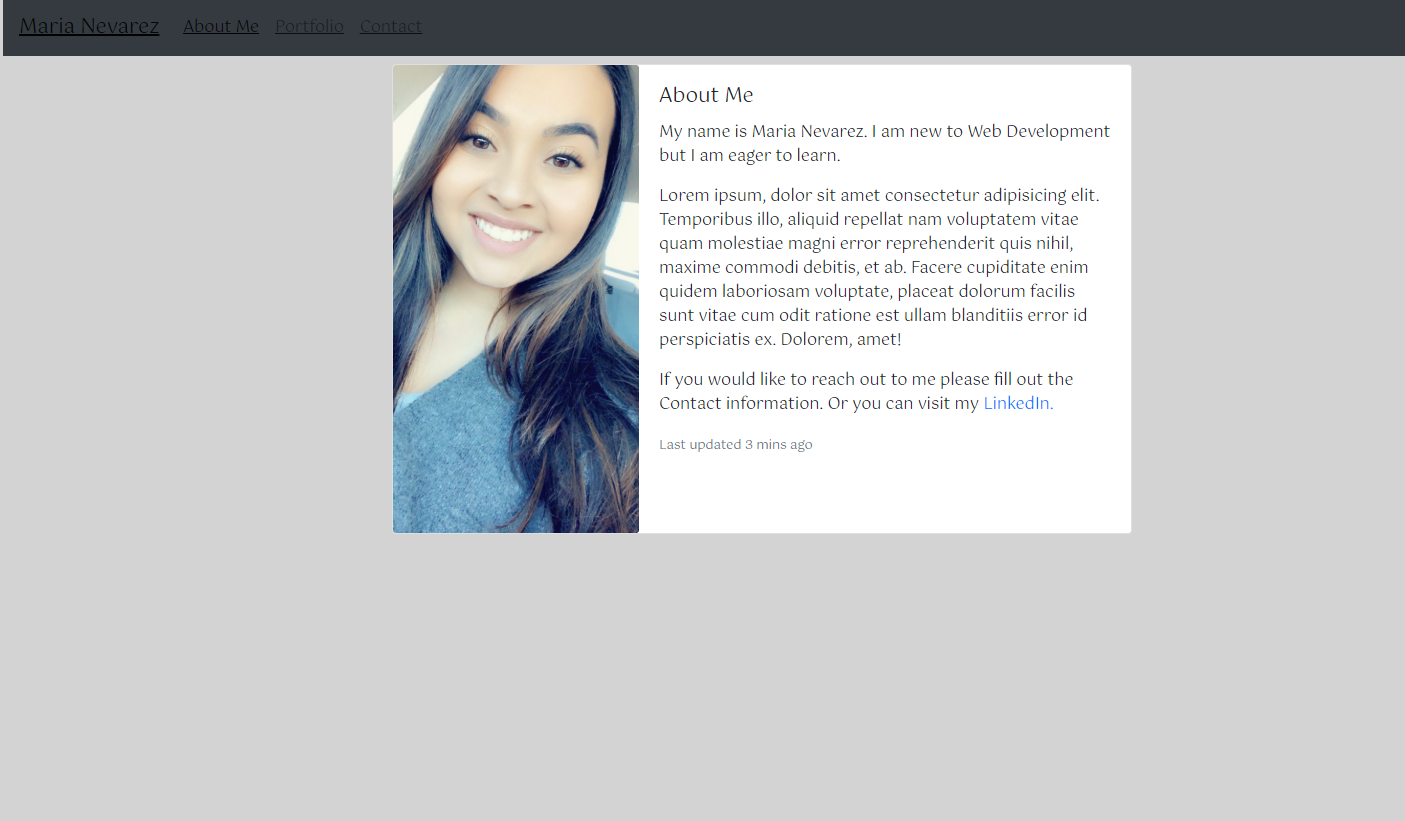 Maria Nevarez About Me Portfolio Contact
About Me
My name is Maria Nevarez. I am new to Web Development
but I am eager to learn.
Lorem ipsum, dolor sit amet consectetur adipisicing elit.
Temporibus illo, aliquid repellat nam voluptatem vitae
quam molestiae magni error reprehenderit quis nihil,
maxime commodi debitis, et ab. Facere cupiditate enim
quidem laboriosam voluptate, placeat dolorum facilis
sunt vitae cum odit ratione est ullam blanditiis error id
perspiciatis ex. Dolorem, amet!
If you would like to reach out to me please fill out the
Contact information. Or you can visit my LinkedIn.
Last updated 3 mins ago